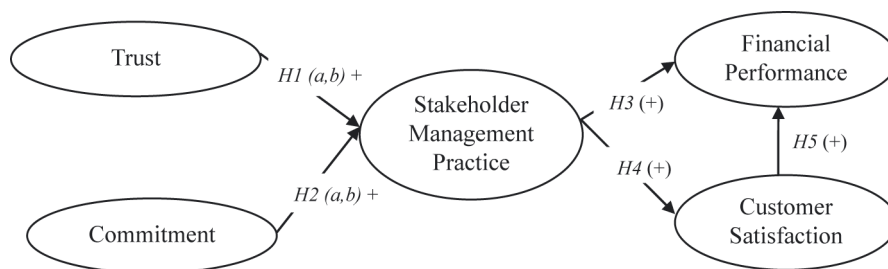 Trust
H1 (a,b) +
Commitment
H2 (a,b) +
Stakeholder
Management
Practice
H3 (+)
H4 (+)
Financial
Performance
H5 (+)
Customer
Satisfaction